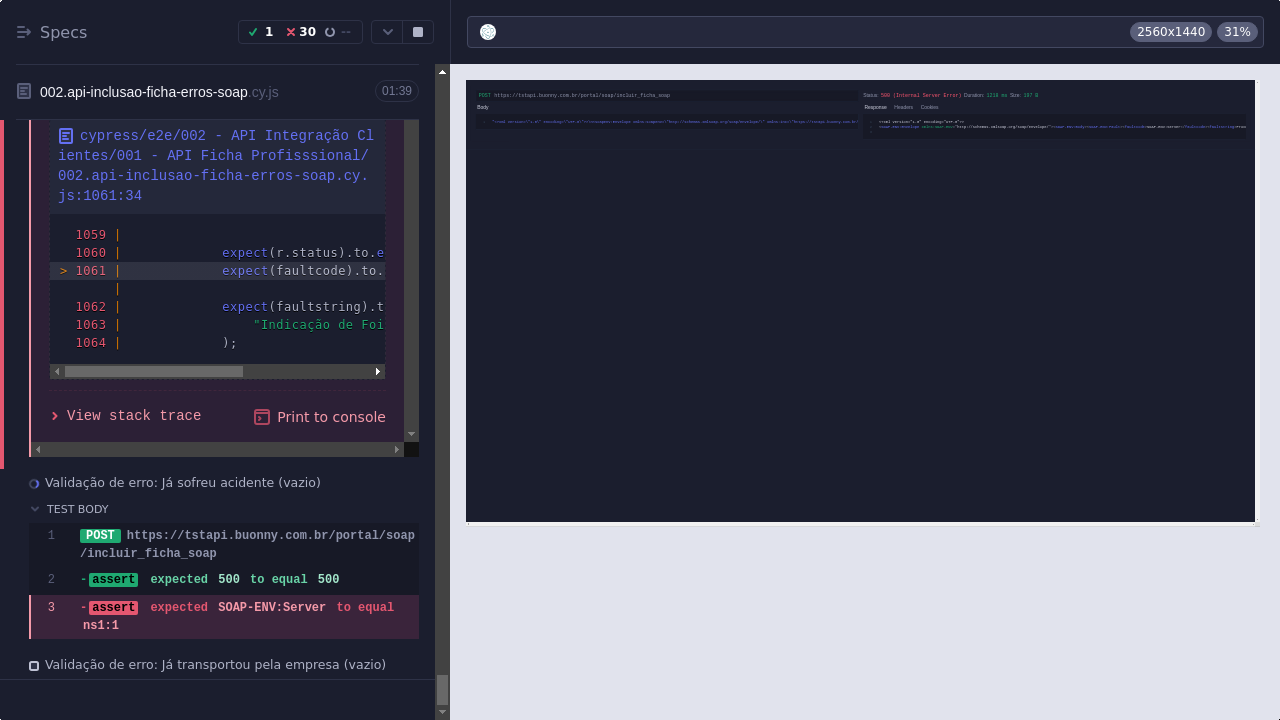 Specs
1
30
--
2560x1440
31%
002.api-inclusao-ficha-erros-soap.cy.js
01:39
cypress/e2e/002 - API Integração Cl
ientes/001 - API Ficha Profisssional/
002.api-inclusao-ficha-erros-soap.cy.
js:1061:34
1059 |
1060 | expect(r.status).to.e
> 1061 | expect(faultcode).to.
|
1062 | expect(faultstring).t
1063 | "Indicação de Foi
1064 | );
View stack trace
Print to console
Validação de erro: Já sofreu acidente (vazio)
TEST BODY
1 POST https://tstapi.buonny.com.br/portal/soap
/incluir_ficha_soap
2 -assert expected 500 to equal 500
3 -assert expected SOAP-ENV:Server to equal
ns1:1
Validação de erro: Já transportou pela empresa (vazio)
POST https://tstapi.buonny.com.br/portal/soap/incluir_ficha_soap
Body
Status: 500 (Internal Server Error) Duration: 1218 ms Size:
Response Headers Cookies